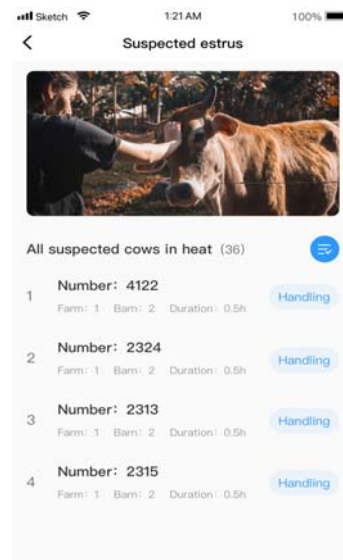 Sketch 1:21 AM 100%
Suspected estrus
All suspected cows in heat (36)
1 Number： 4122 Handling
Farm: 1 Barn: 2 Duration: 0.5h
2 Number： 2324 Handling
Farm: 1 Barn: 2 Duration: 0.5h
3 Number： 2313 Handling
Farm: 1 Barn: 2 Duration: 0.5h
4 Number： 2315 Handling
Farm: 1 Barn: 2 Duration: 0.5h